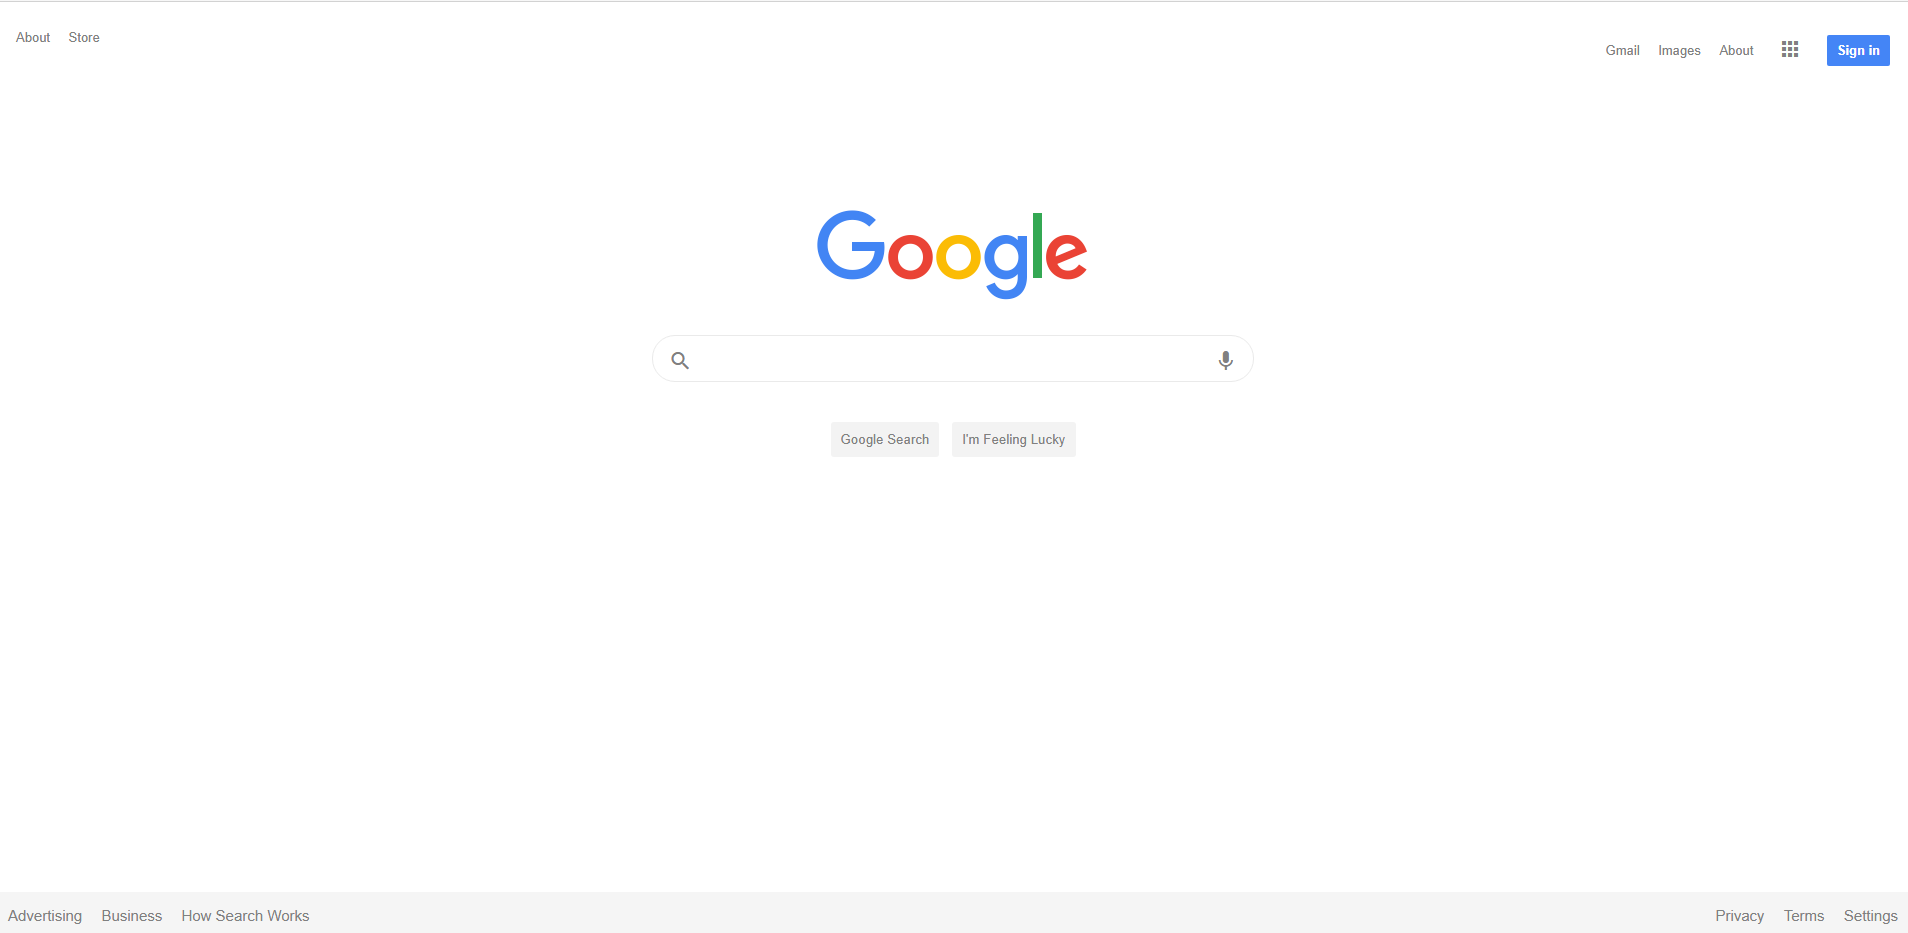 About Store
Gmail Images About Sign in
Google
Google Search I'm Feeling Lucky
Advertising Business How Search Works Privacy Terms Settings